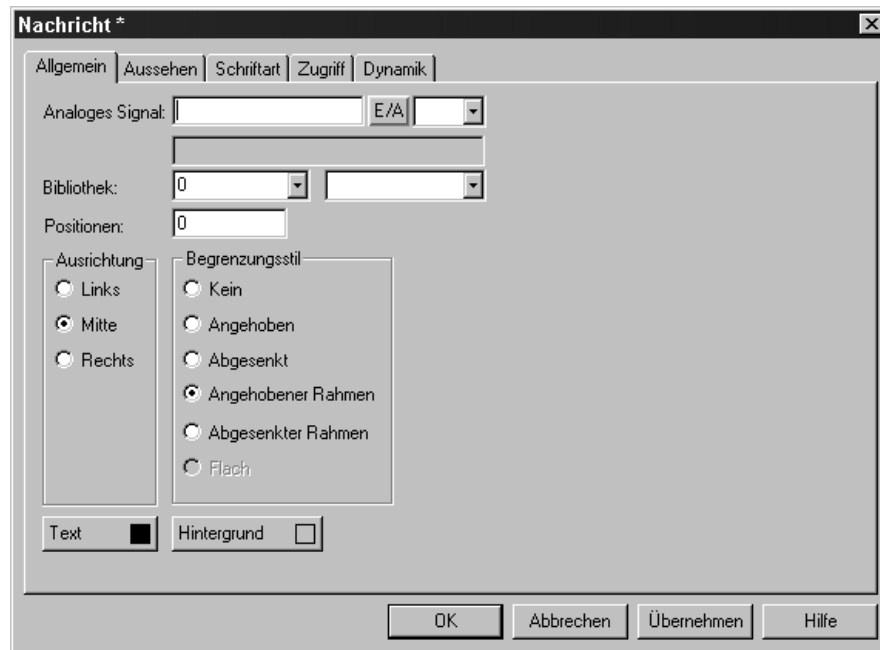 Nachricht *
Allgemein Aussehen Schriftart Zugriff Dynamik
Analoges Signal: E/A
Bibliothek: 0
Positionen: 0
Ausrichtung Begrenzungsstil
Links Kein
Mitte Angehoben
Rechts Abgesenkt
Angehobener Rahmen
Abgesenkter Rahmen
Flach
Text Hintergrund
OK Abbrechen Übernehmen Hilfe